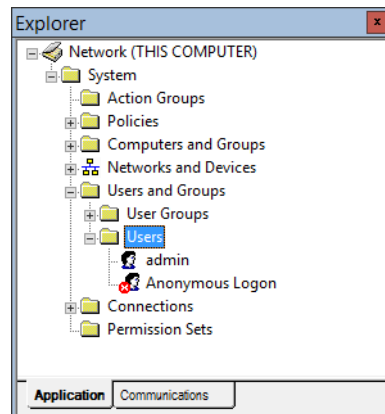 Explorer
x
Network (THIS COMPUTER)
System
Action Groups
Policies
Computers and Groups
Networks and Devices
Users and Groups
User Groups
Users
admin
Anonymous Logon
Connections
Permission Sets
Application Communications